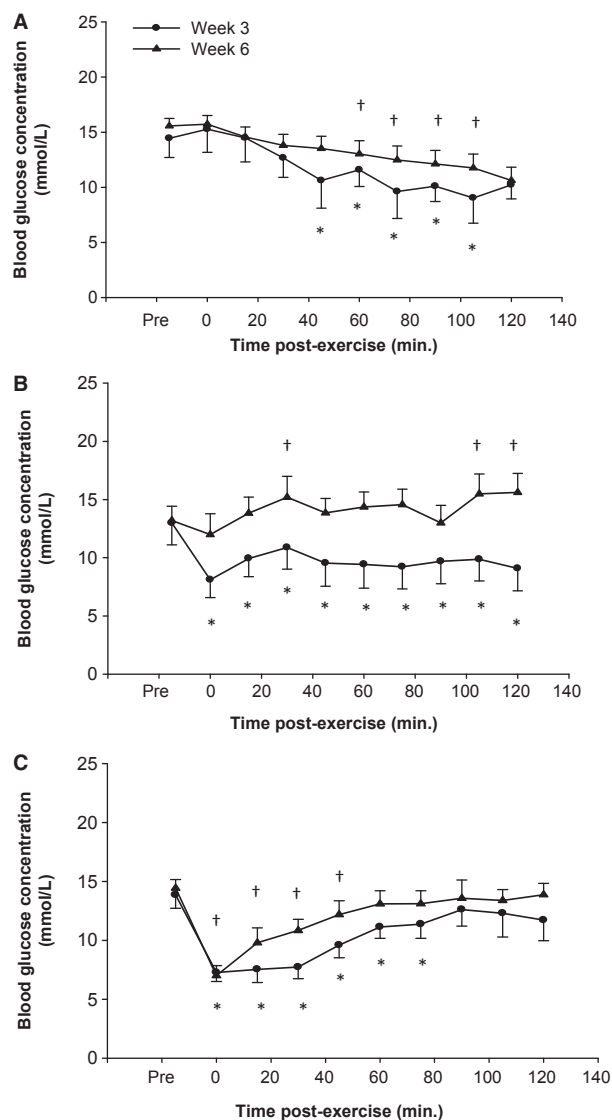 A
Week 3
Week 6
25
20
15
10
5
0
Blood glucose concentration
(mmol/L)
† † † †
* * * * *
Pre 0 20 40 60 80 100 120 140
Time post-exercise (min.)
B
25
20
15
10
5
0
Blood glucose concentration
(mmol/L)
† † †
* * * * * * * * *
Pre 0 20 40 60 80 100 120 140
Time post-exercise (min.)
C
25
20
15
10
5
0
Blood glucose concentration
(mmol/L)
† † † †
* * * * * *
Pre 0 20 40 60 80 100 120 140
Time post-exercise (min.)